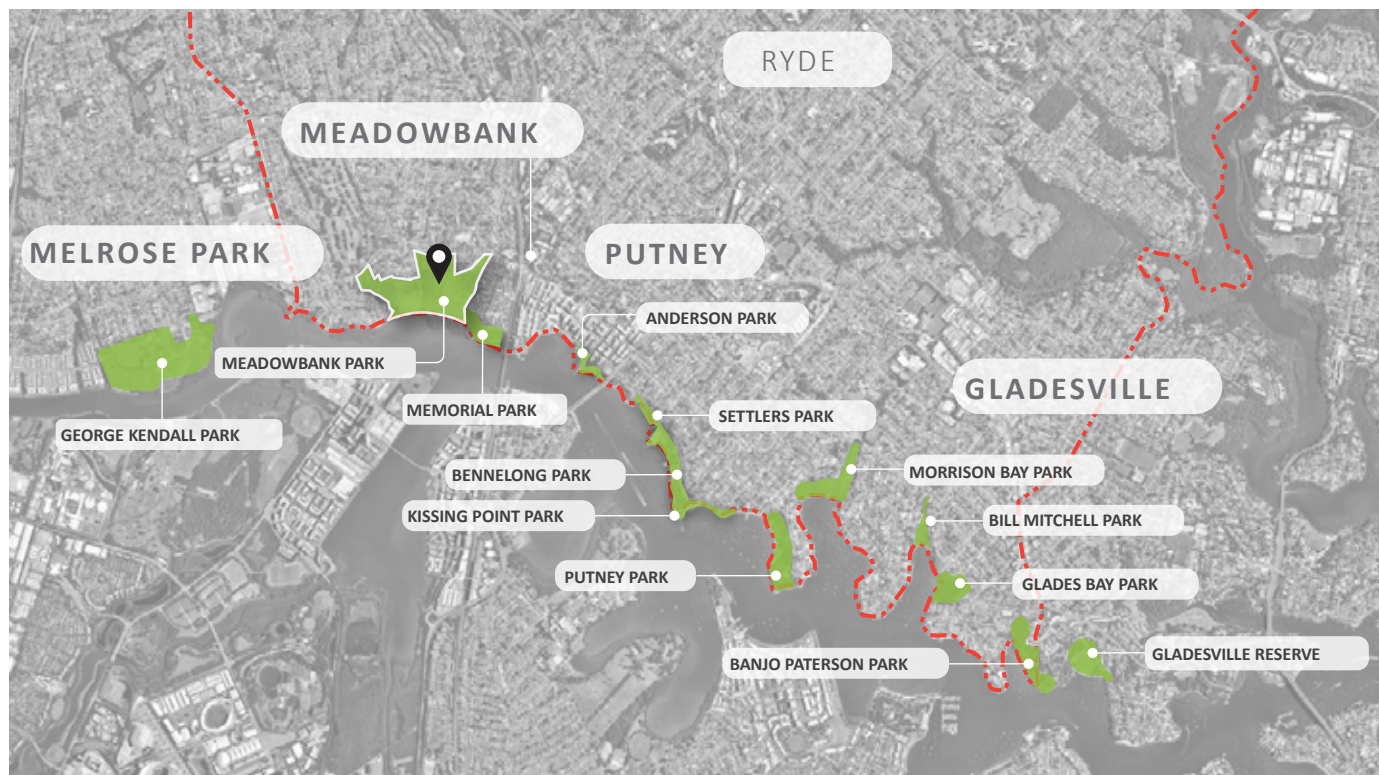 RYDE
MEADOWBANK
MELROSE PARK
PUTNEY
ANDERSON PARK
MEADOWBANK PARK
GLADESVILLE
MEMORIAL PARK
SETTLERS PARK
GEORGE KENDALL PARK
BENNELONG PARK
MORRISON BAY PARK
KISSING POINT PARK
BILL MITCHELL PARK
PUTNEY PARK
GLADES BAY PARK
BANJO PATERSON PARK
GLADESVILLE RESERVE